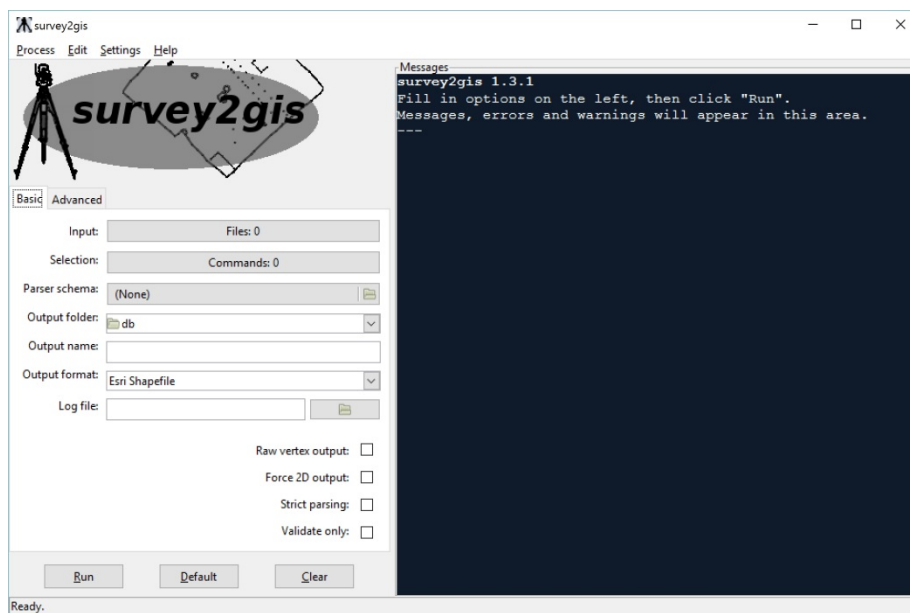 survey2gis
Process Edit Settings Help
survey2gis
Basic Advanced
Input: Files: 0
Selection: Commands: 0
Parser schema: (None)
Output folder: db
Output name:
Output format: Esri Shapefile
Log file:
Raw vertex output:
Force 2D output:
Strict parsing:
Validate only:
Run Default Clear
Messages
survey2gis 1.3.1
Fill in options on the left, then click "Run".
Messages, errors and warnings will appear in this area.
---
Ready.